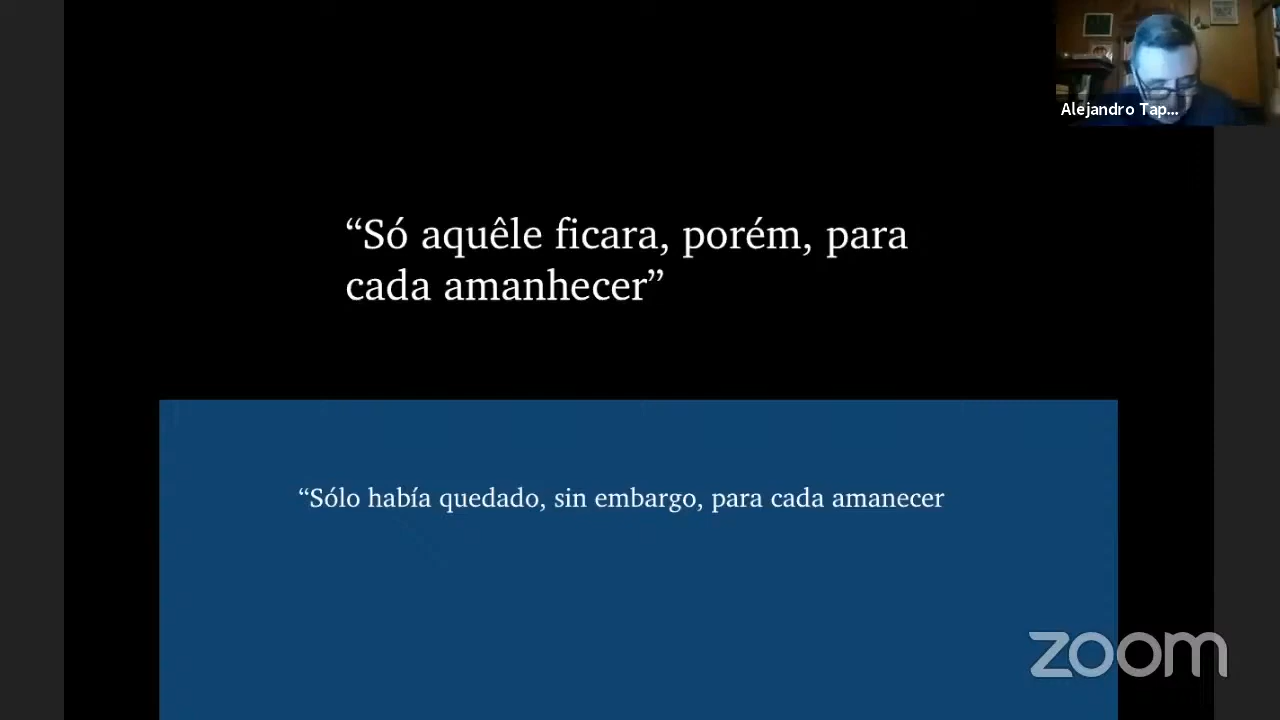 Alejandro Tap...
“Só aquêle ficara, porém, para
cada amanhecer”
“Sólo había quedado, sin embargo, para cada amanecer
zoom